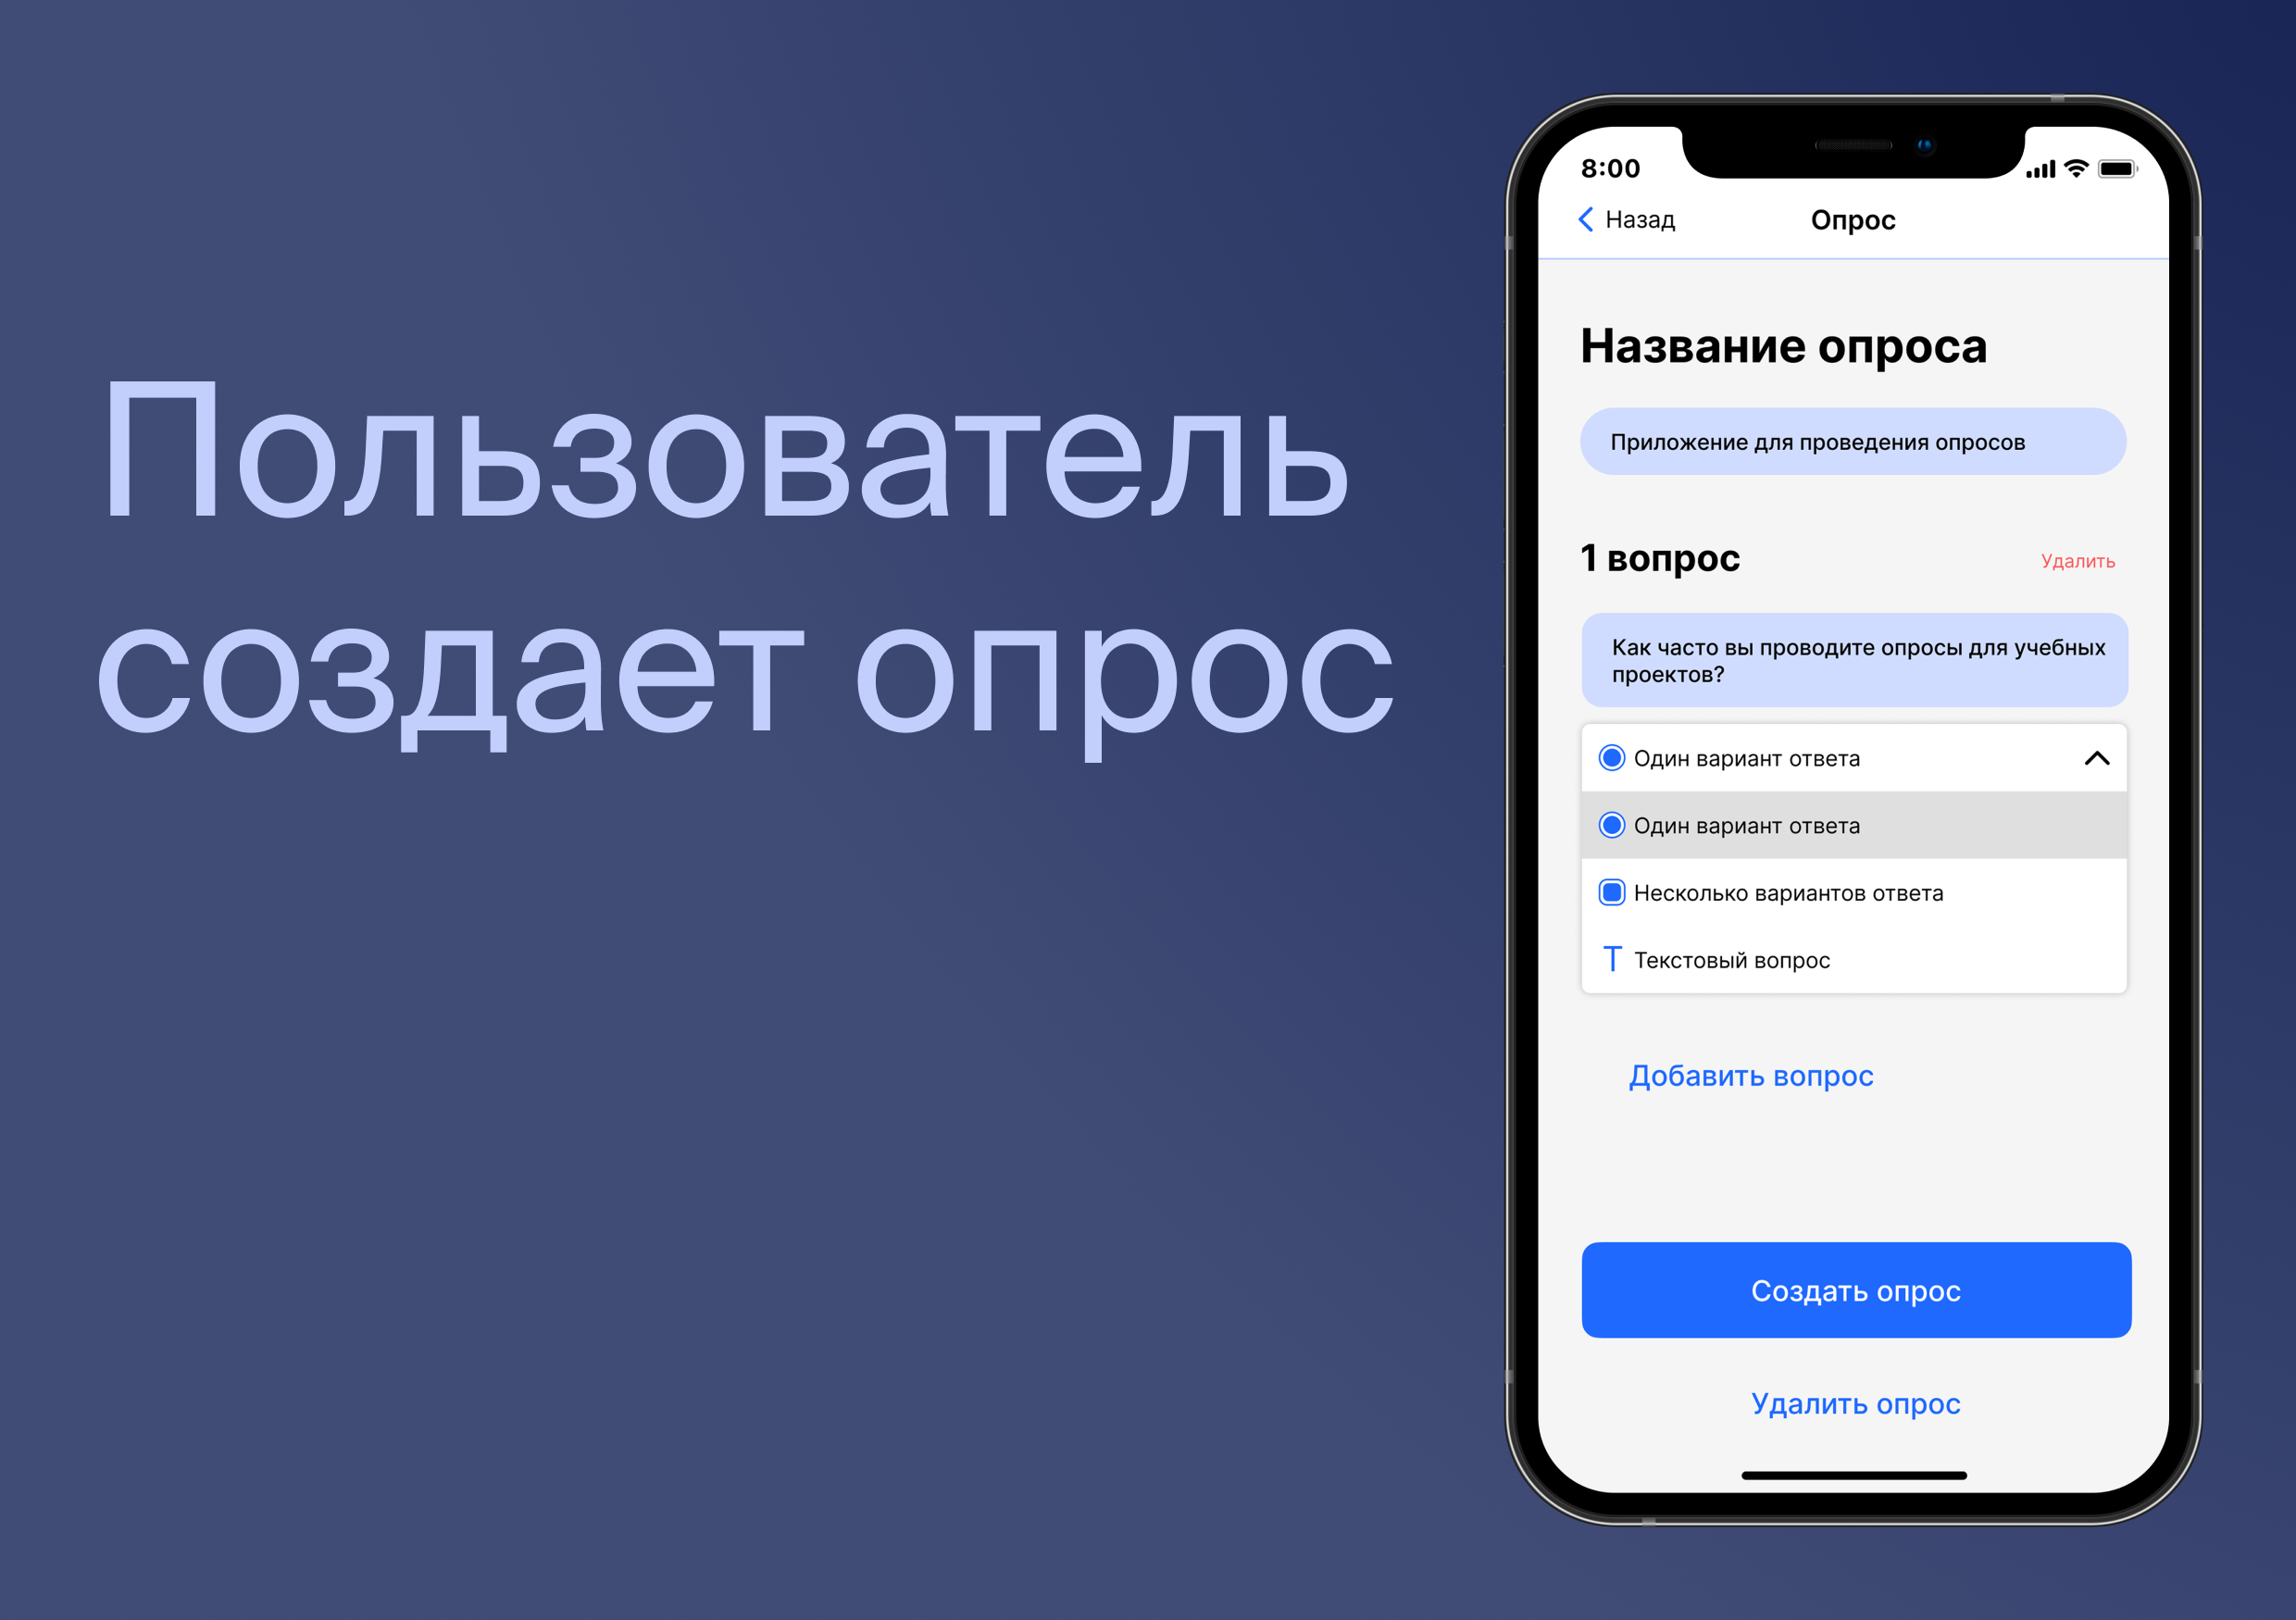 Пользователь
создает опрос
8:00
Назад
Опрос
Название опроса
Приложение для проведения опросов
1 вопрос
Удалить
Как часто вы проводите опросы для учебных
проектов?
Один вариант ответа
Один вариант ответа
Несколько вариантов ответа
T Текстовый вопрос
Добавить вопрос
Создать опрос
Удалить опрос